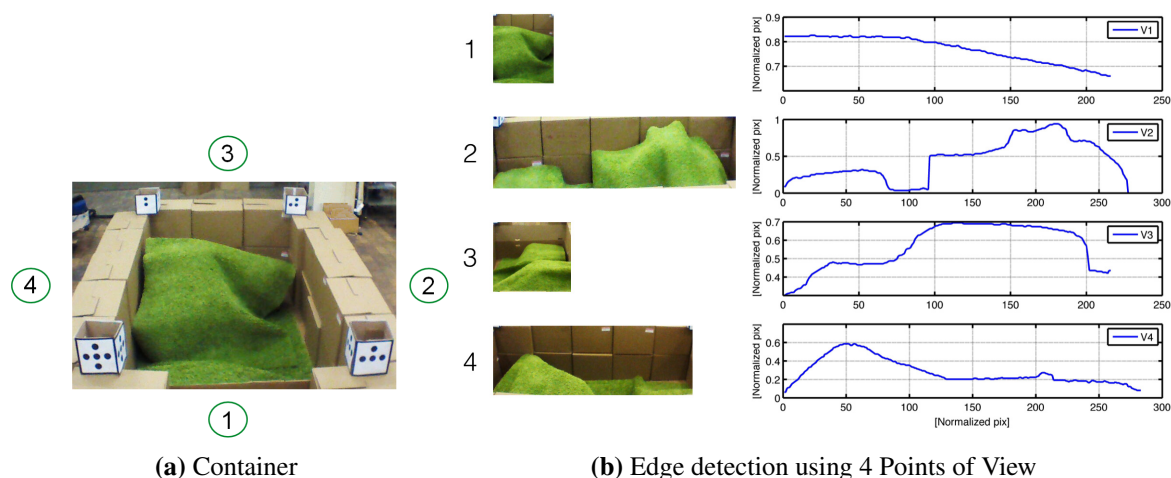 3
4
2
1
(a) Container
1
2
3
4
[Normalized pix]
0.9
0.8
0.7
V1
0 50 100 150 200 250
[Normalized pix]
1
0.5
0
V2
0 50 100 150 200 250 300
[Normalized pix]
0.7
0.6
0.5
0.4
V3
0 50 100 150 200 250
[Normalized pix]
0.6
0.4
0.2
0
V4
0 50 100 150 200 250 300
[Normalized pix]
(b) Edge detection using 4 Points of View